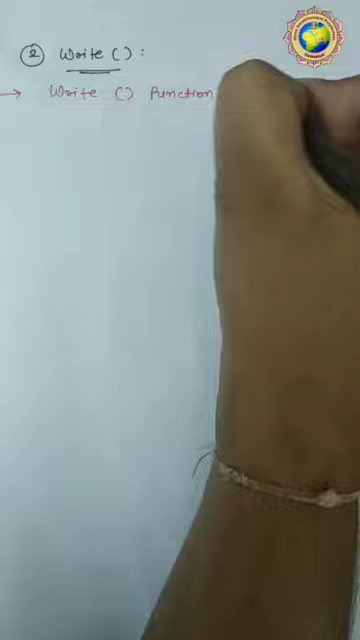 ② Write () :
→ Write () Function